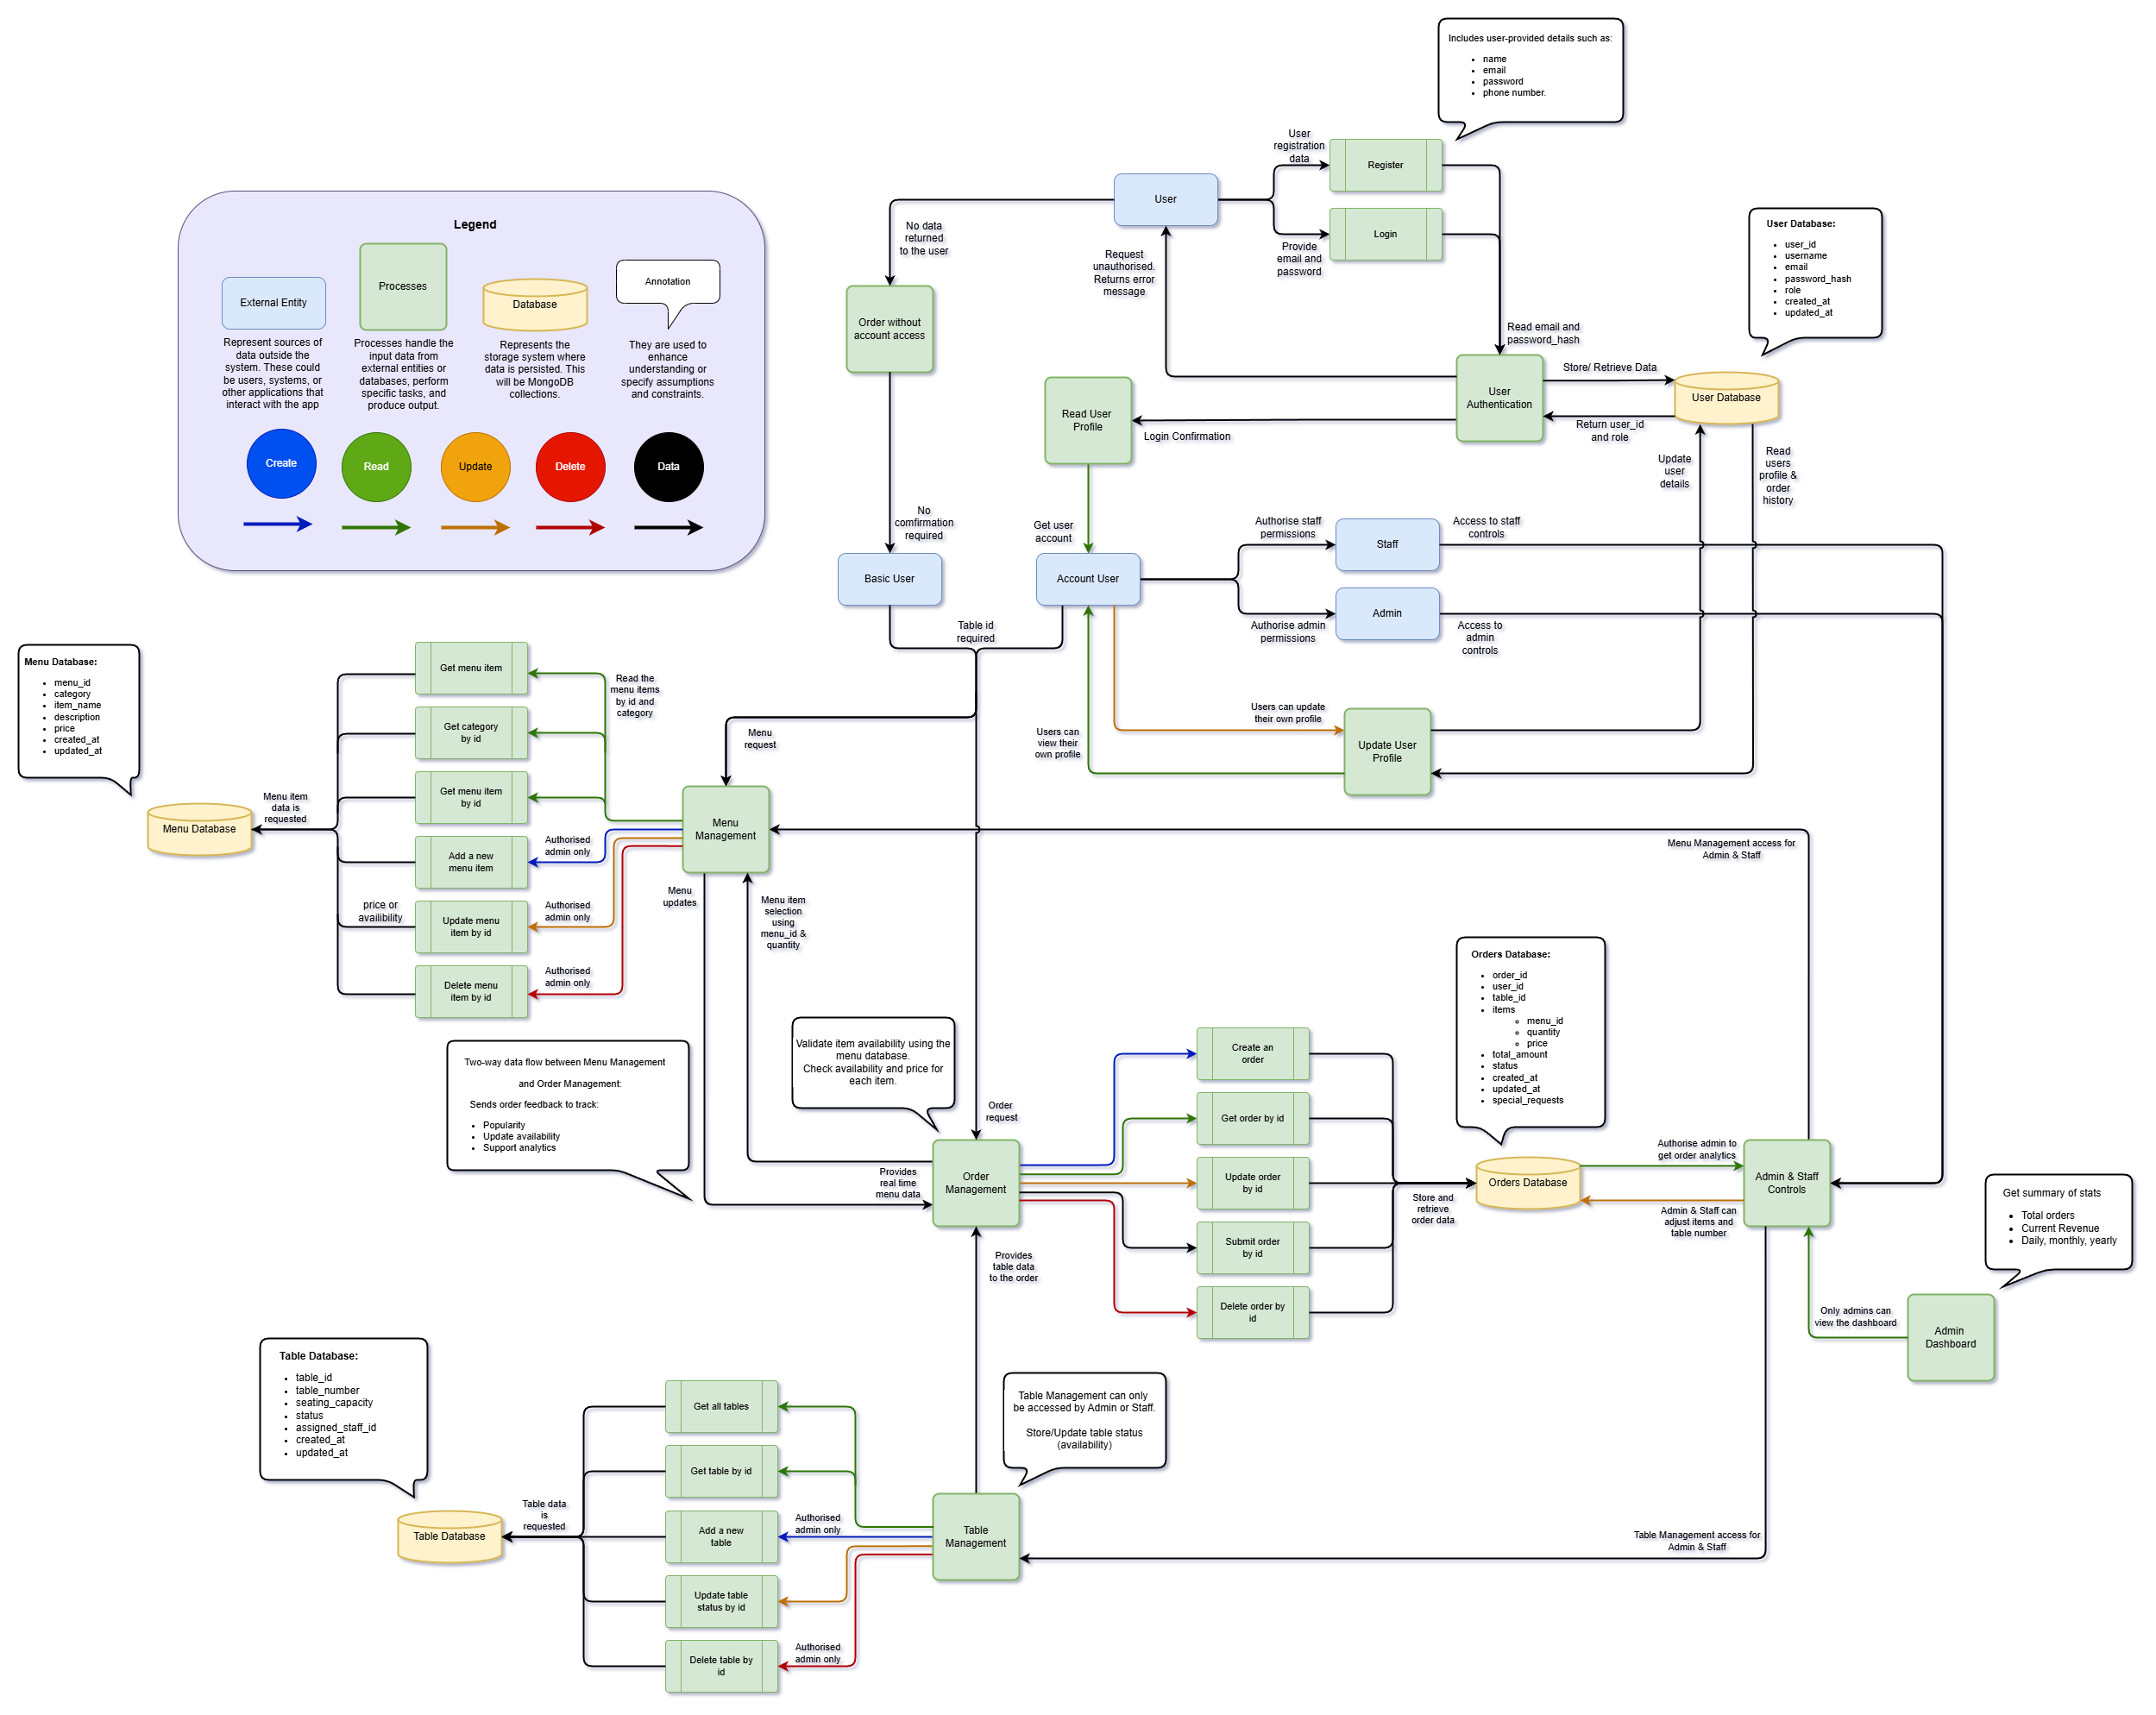 Includes user-provided details such as:
name
email
password
phone number.
User
registration
data
Register
User
Login
Provide
email and
password
No data
returned
to the user
Request
unauthorised.
Returns error
message
User Database:
user_id
username
email
password_hash
role
created_at
updated_at
Legend
External Entity
Processes
Database
Annotation
Represent sources of
data outside the
system. These could
be users, systems, or
other applications that
interact with the app
Processes handle the
input data from
external entities or
databases, perform
specific tasks, and
produce output.
Represents the
storage system where
data is persisted. This
will be MongoDB
collections.
They are used to
enhance
understanding or
specify assumptions
and constraints.
Create
Read
Update
Delete
Data
Order without
account access
Read email and
password_hash
User
Authentication
Store/ Retrieve Data
User Database
Return user_id
and role
Read User
Profile
Login Confirmation
Update
user
details
Read
users
profile &
order
history
No
comfirmation
required
Get user
account
Authorise staff
permissions
Staff
Access to staff
controls
Basic User
Account User
Admin
Authorise admin
permissions
Access to
admin
controls
Table id
required
Menu Database:
menu_id
category
item_name
description
price
created_at
updated_at
Get menu item
Read the
menu items
by id and
category
Get category
by id
Get menu item
by id
Menu item
data is
requested
Menu Database
Add a new
menu item
Authorised
admin only
price or
availibility
Update menu
item by id
Authorised
admin only
Delete menu
item by id
Authorised
admin only
Menu
request
Menu
Management
Users can
view their
own profile
Users can update
their own profile
Update User
Profile
Menu Management access for
Admin & Staff
Menu
updates
Menu item
selection
using
menu_id &
quantity
Two-way data flow between Menu Management
and Order Management:
Sends order feedback to track:
Popularity
Update availability
Support analytics
Validate item availability using the
menu database.
Check availability and price for
each item.
Order
request
Provides
real time
menu data
Order
Management
Create an
order
Get order by id
Update order
by id
Submit order
by id
Delete order by
id
Orders Database:
order_id
user_id
table_id
items
menu_id
quantity
price
total_amount
status
created_at
updated_at
special_requests
Store and
retrieve
order data
Orders Database
Authorise admin to
get order analytics
Admin & Staff can
adjust items and
table number
Admin & Staff
Controls
Get summary of stats
Total orders
Current Revenue
Daily, monthly, yearly
Only admins can
view the dashboard
Admin
Dashboard
Provides
table data
to the order
Table Database:
table_id
table_number
seating_capacity
status
assigned_staff_id
created_at
updated_at
Table Management can only
be accessed by Admin or Staff.
Store/Update table status
(availability)
Get all tables
Get table by id
Table data
is
requested
Table Database
Add a new
table
Authorised
admin only
Update table
status by id
Delete table by
id
Authorised
admin only
Table
Management
Table Management access for
Admin & Staff